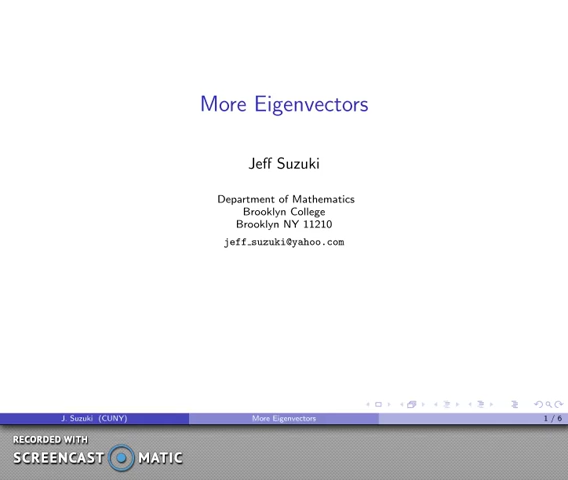 More Eigenvectors
Jeff Suzuki
Department of Mathematics
Brooklyn College
Brooklyn NY 11210
jeff_suzuki@yahoo.com
J. Suzuki (CUNY)
More Eigenvectors
1 / 6
RECORDED WITH
SCREENCAST MATIC